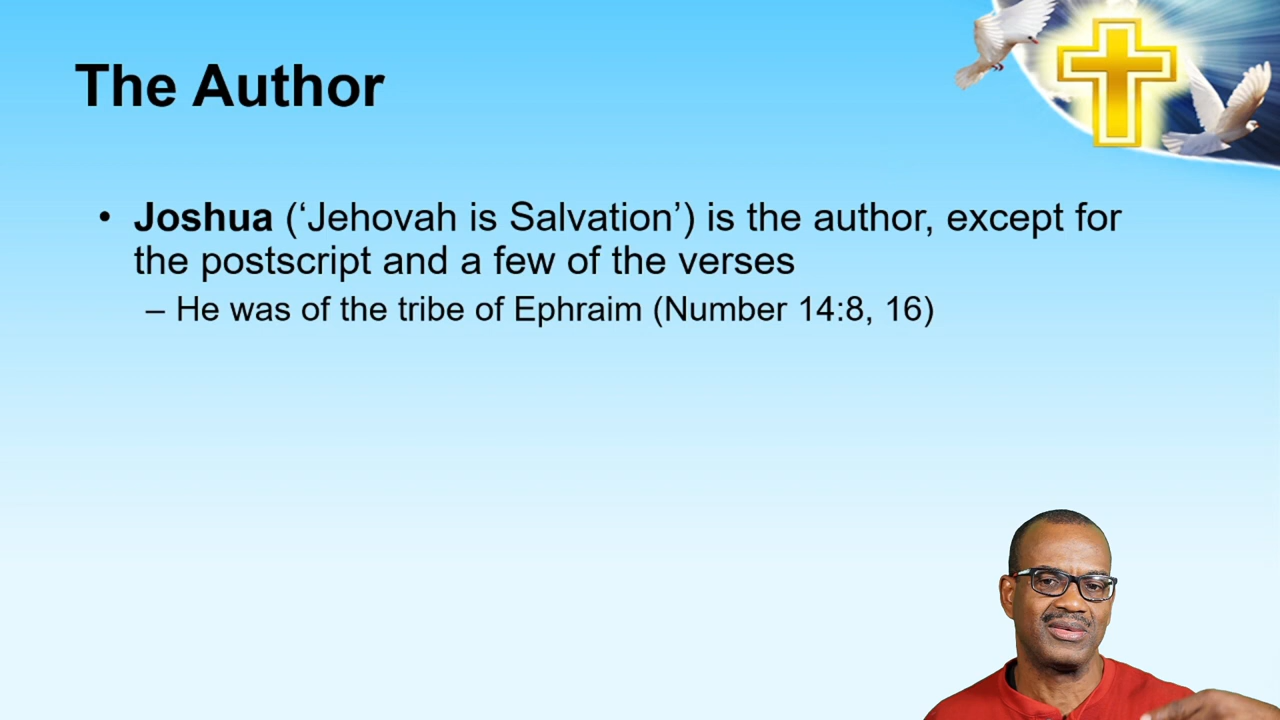 The Author
• Joshua (‘Jehovah is Salvation’) is the author, except for
the postscript and a few of the verses
– He was of the tribe of Ephraim (Number 14:8, 16)